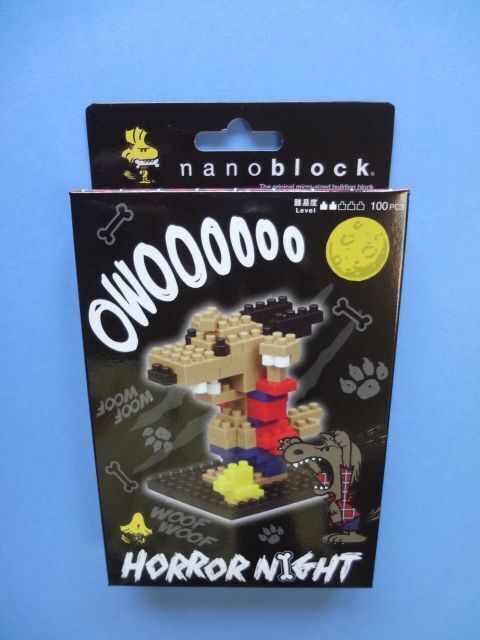 nanoblock®
The original micro-sized building block
難易度
Level
100 PCS
OWOOOOOO
WOOF
WOOF
WOOF
WOOF
HORROR NIGHT